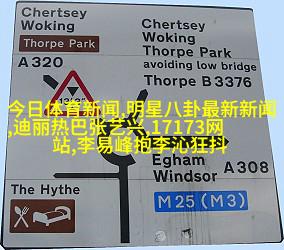 Chertsey
Woking
Thorpe Park
A320
Chertsey
Woking
Thorpe Park
avoiding low bridge
Thorpe B3376
今日体育新闻,明星八卦最新新闻
,迪丽热巴张艺兴,17173网
站,李易峰抱李沁狂抖
Egham
Windsor A308
The Hythe
M25 (M3)